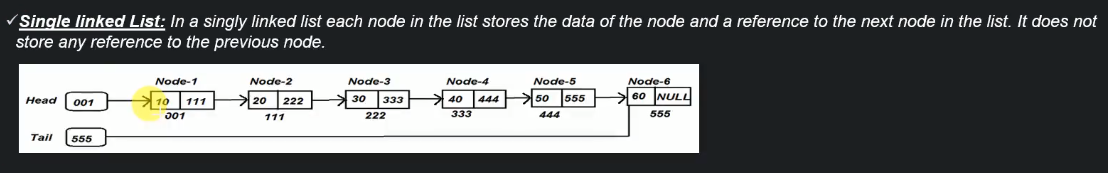 ✓Single linked List: In a singly linked list each node in the list stores the data of the node and a reference to the next node in the list. It does not
store any reference to the previous node.
Node-1 Node-2 Node-3 Node-4 Node-5 Node-6
Head 001 10 111 20 222 30 333 40 444 50 555 60 NULL
001 111 222 333 444 555
Tail 555